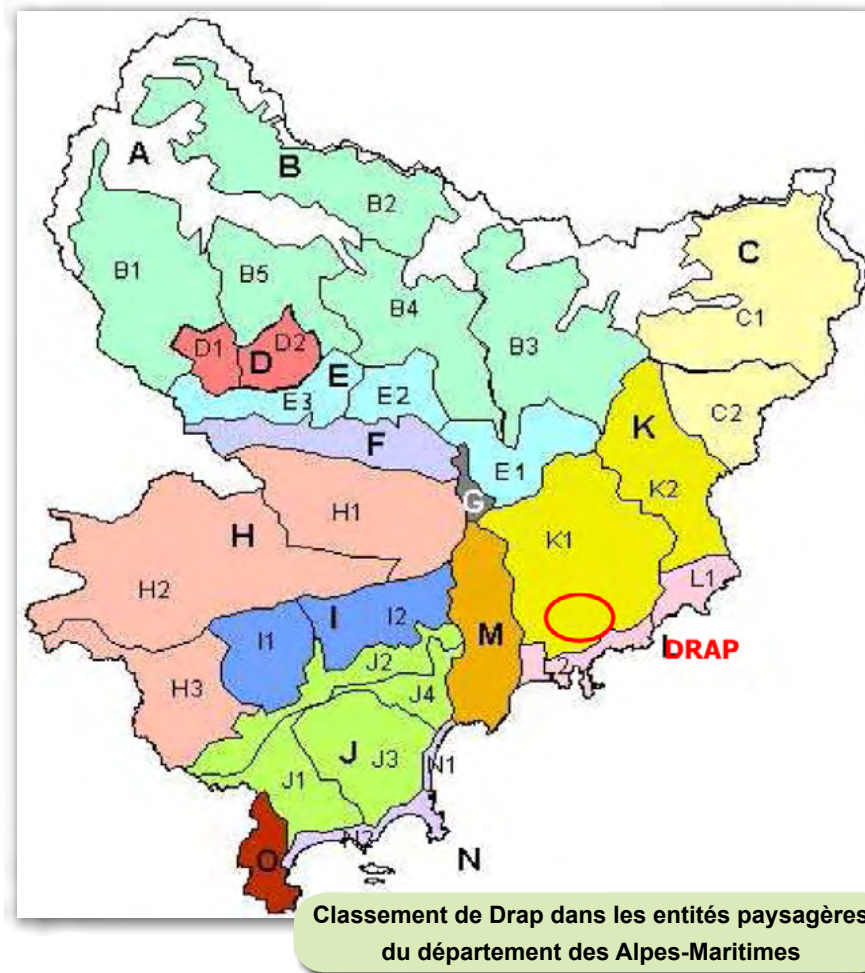 A
B
B2
C
B1
B5
B4
C1
B3
D1
D2
D
E
E2
E3
C2
K
F
E1
K2
G
H1
K1
H
L1
H2
I2
I
M
I1
L
DRAP
J2
H3
J4
J
J3
N1
J1
N
O
Classement de Drap dans les entités paysagères
du département des Alpes-Maritimes